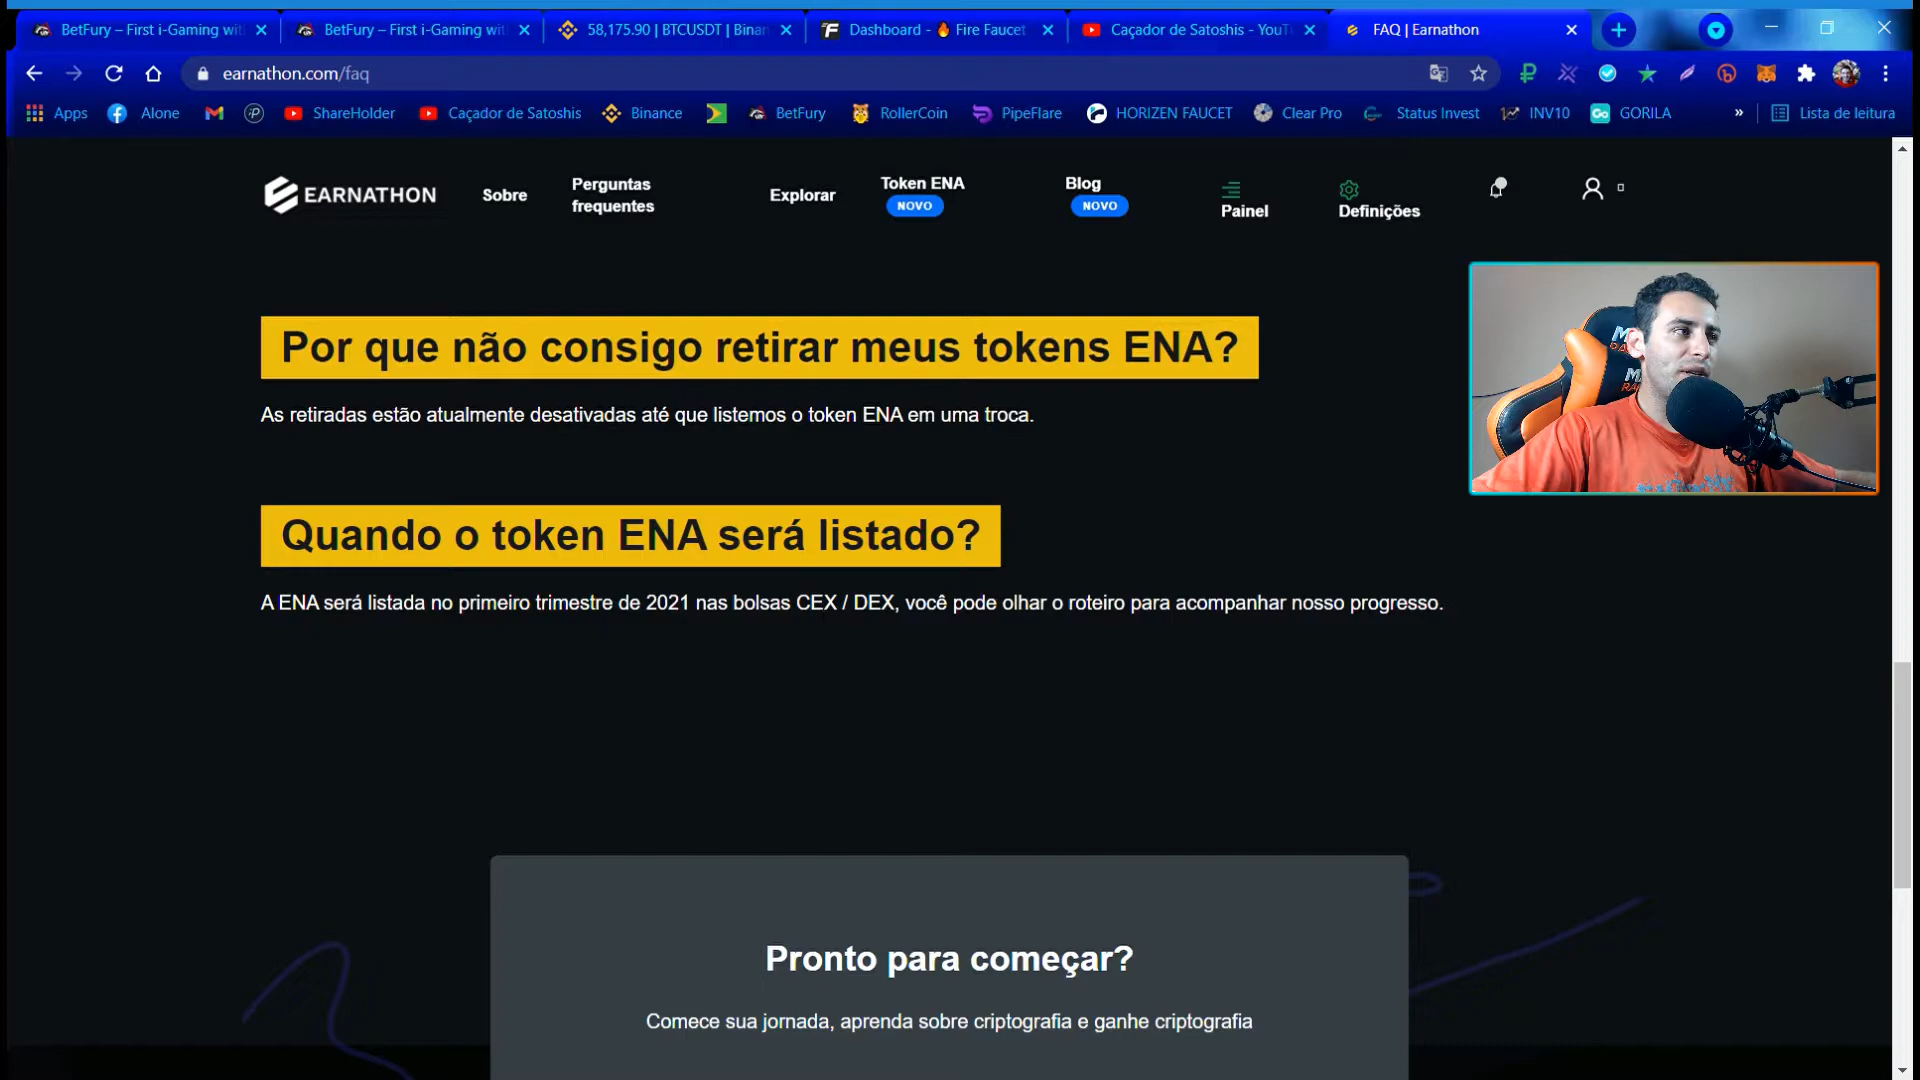 BetFury – First i-Gaming wit
BetFury – First i-Gaming wit
58,175.90 | BTCUSDT | Binan
Dashboard - 🔥 Fire Faucet
Caçador de Satoshis - YouT
FAQ | Earnathon
earnathon.com/faq
Apps
Alone
ShareHolder
Caçador de Satoshis
Binance
BetFury
RollerCoin
PipeFlare
HORIZEN FAUCET
Clear Pro
Status Invest
INV10
GORILA
»
Lista de leitura
EARNATHON
Sobre
Perguntas
frequentes
Explorar
Token ENA
NOVO
Blog
NOVO
Painel
Definições
Por que não consigo retirar meus tokens ENA?
As retiradas estão atualmente desativadas até que listemos o token ENA em uma troca.
Quando o token ENA será listado?
A ENA será listada no primeiro trimestre de 2021 nas bolsas CEX / DEX, você pode olhar o roteiro para acompanhar nosso progresso.
Pronto para começar?
Comece sua jornada, aprenda sobre criptografia e ganhe criptografia